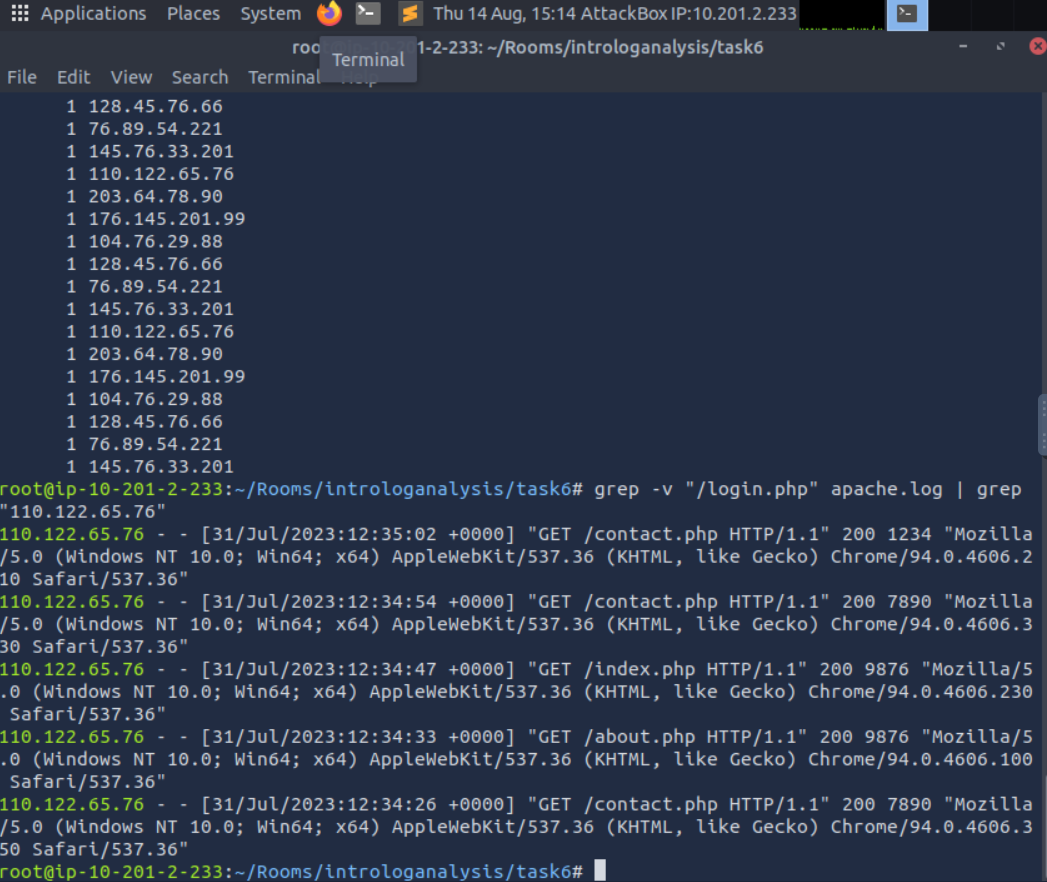 Applications Places System Thu 14 Aug, 15:14 AttackBox IP:10.201.2.233
root@ip-10-201-2-233: ~/Rooms/introloganalysis/task6
Terminal
File Edit View Search Terminal Help
1 128.45.76.66
1 76.89.54.221
1 145.76.33.201
1 110.122.65.76
1 203.64.78.90
1 176.145.201.99
1 104.76.29.88
1 128.45.76.66
1 76.89.54.221
1 145.76.33.201
1 110.122.65.76
1 203.64.78.90
1 176.145.201.99
1 104.76.29.88
1 128.45.76.66
1 76.89.54.221
1 145.76.33.201
root@ip-10-201-2-233:~/Rooms/introloganalysis/task6# grep -v "/login.php" apache.log | grep
"110.122.65.76"
110.122.65.76 - - [31/Jul/2023:12:35:02 +0000] "GET /contact.php HTTP/1.1" 200 1234 "Mozilla
/5.0 (Windows NT 10.0; Win64; x64) AppleWebKit/537.36 (KHTML, like Gecko) Chrome/94.0.4606.2
10 Safari/537.36"
110.122.65.76 - - [31/Jul/2023:12:34:54 +0000] "GET /contact.php HTTP/1.1" 200 7890 "Mozilla
/5.0 (Windows NT 10.0; Win64; x64) AppleWebKit/537.36 (KHTML, like Gecko) Chrome/94.0.4606.3
30 Safari/537.36"
110.122.65.76 - - [31/Jul/2023:12:34:47 +0000] "GET /index.php HTTP/1.1" 200 9876 "Mozilla/5
.0 (Windows NT 10.0; Win64; x64) AppleWebKit/537.36 (KHTML, like Gecko) Chrome/94.0.4606.230
 Safari/537.36"
110.122.65.76 - - [31/Jul/2023:12:34:33 +0000] "GET /about.php HTTP/1.1" 200 9876 "Mozilla/5
.0 (Windows NT 10.0; Win64; x64) AppleWebKit/537.36 (KHTML, like Gecko) Chrome/94.0.4606.100
 Safari/537.36"
110.122.65.76 - - [31/Jul/2023:12:34:26 +0000] "GET /contact.php HTTP/1.1" 200 7890 "Mozilla
/5.0 (Windows NT 10.0; Win64; x64) AppleWebKit/537.36 (KHTML, like Gecko) Chrome/94.0.4606.3
50 Safari/537.36"
root@ip-10-201-2-233:~/Rooms/introloganalysis/task6#